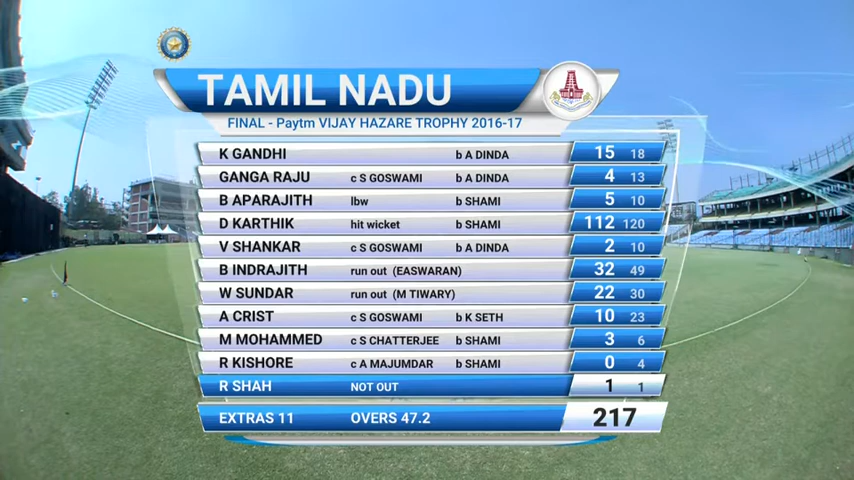 TAMIL NADU
FINAL - Paytm VIJAY HAZARE TROPHY 2016-17
K GANDHI b A DINDA 15 18
GANGA RAJU c S GOSWAMI b A DINDA 4 13
B APARAJITH lbw b SHAMI 5 10
D KARTHIK hit wicket b SHAMI 112 120
V SHANKAR c S GOSWAMI b A DINDA 2 10
B INDRAJITH run out (EASWARAN) 32 49
W SUNDAR run out (M TIWARY) 22 30
A CRIST c S GOSWAMI b K SETH 10 23
M MOHAMMED c S CHATTERJEE b SHAMI 3 6
R KISHORE c A MAJUMDAR b SHAMI 0 4
R SHAH NOT OUT 1 1
EXTRAS 11 OVERS 47.2 217